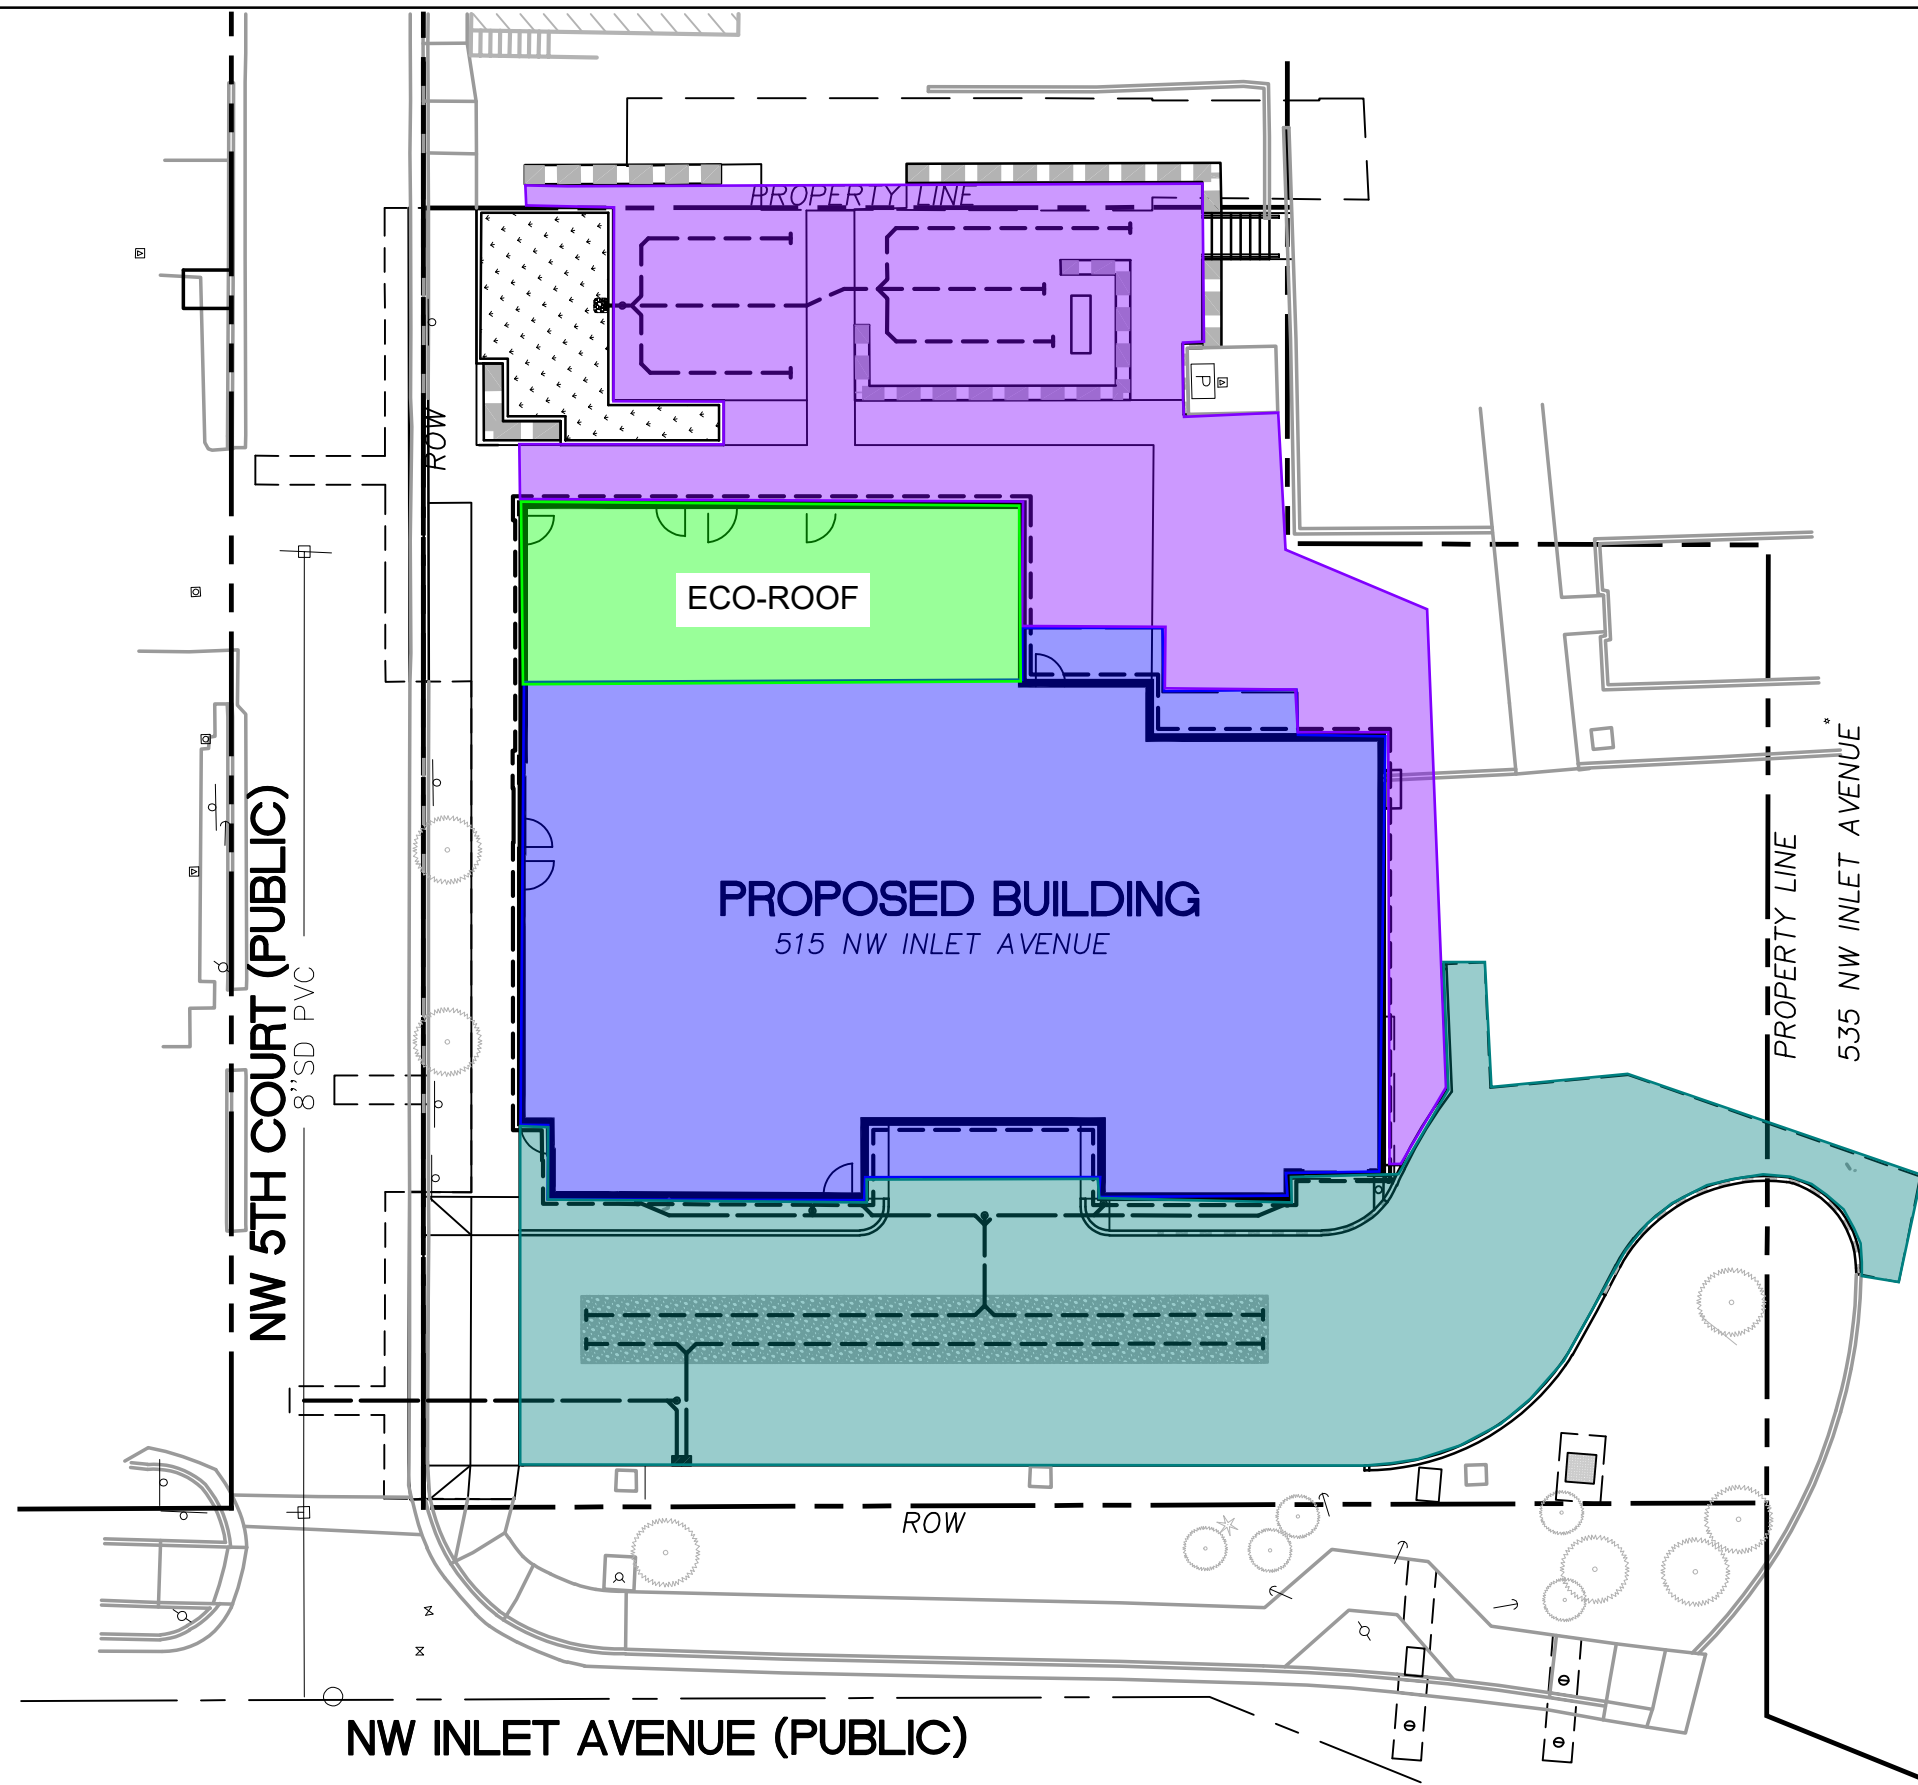 PROPERTY LINE
P
ROW
ECO-ROOF
PROPOSED BUILDING
515 NW INLET AVENUE
NW 5TH COURT (PUBLIC)
8"SD PVC
PROPERTY LINE
535 NW INLET AVENUE
ROW
NW INLET AVENUE (PUBLIC)